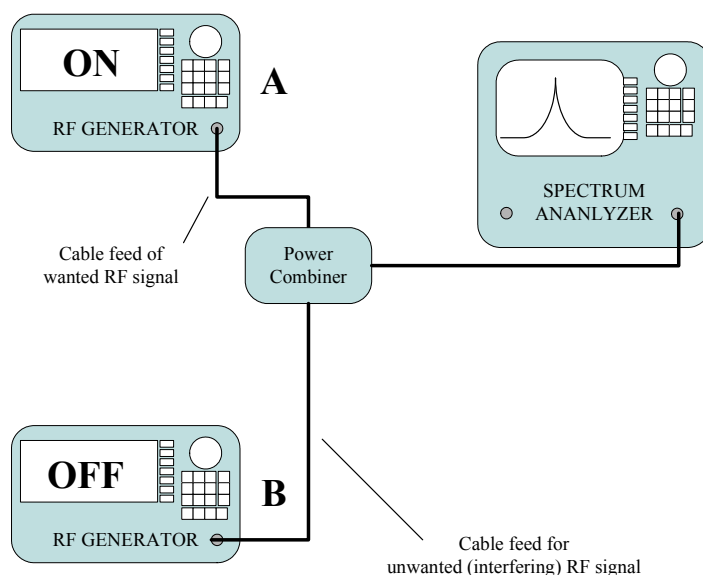 ON
A
RF GENERATOR
SPECTRUM
ANANLYZER
Cable feed of
wanted RF signal
Power
Combiner
OFF
B
RF GENERATOR
Cable feed for
unwanted (interfering) RF signal